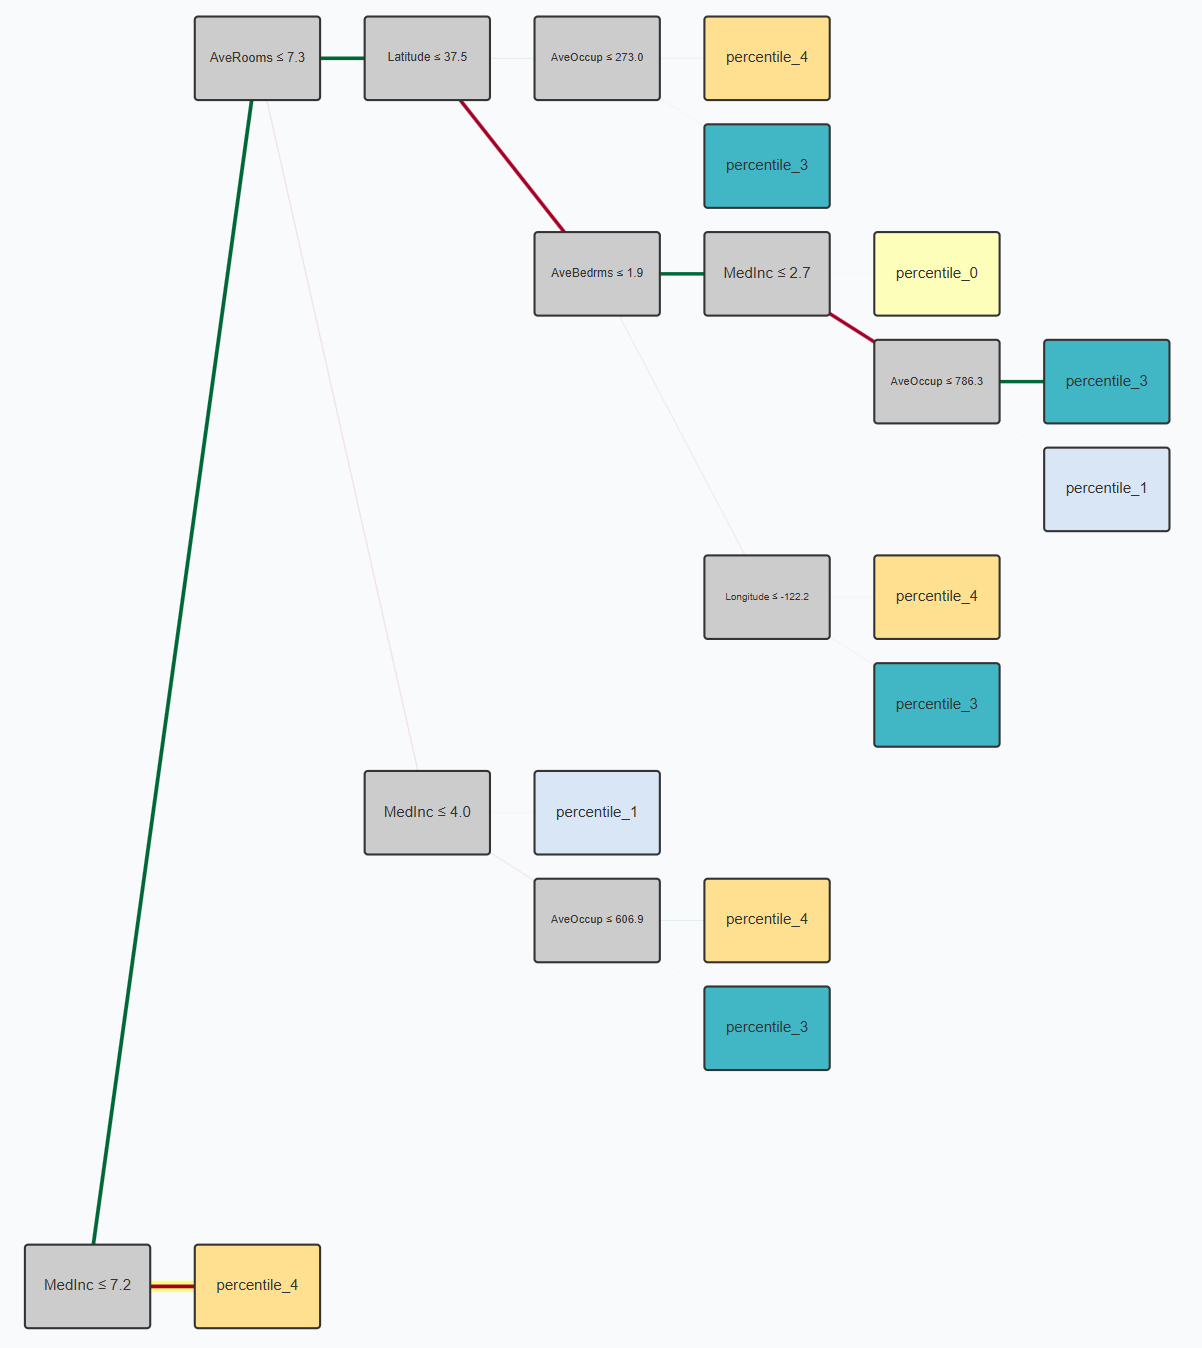 AveRooms ≤ 7.3
Latitude ≤ 37.5
AveOccup ≤ 273.0
percentile_4
percentile_3
AveBedrms ≤ 1.9
MedInc ≤ 2.7
percentile_0
AveOccup ≤ 786.3
percentile_3
percentile_1
Longitude ≤ -122.2
percentile_4
percentile_3
MedInc ≤ 4.0
percentile_1
AveOccup ≤ 606.9
percentile_4
percentile_3
MedInc ≤ 7.2
percentile_4